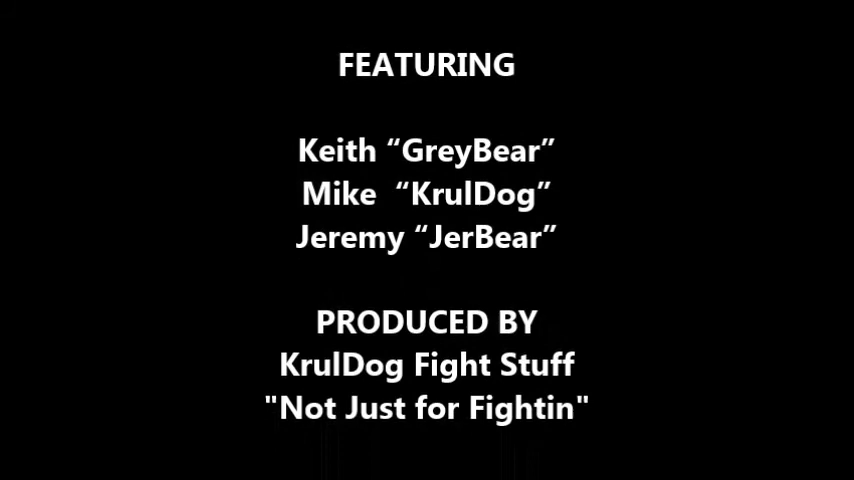 FEATURING
Keith “GreyBear”
Mike  “KrulDog”
Jeremy “JerBear”
PRODUCED BY
KrulDog Fight Stuff
"Not Just for Fightin"